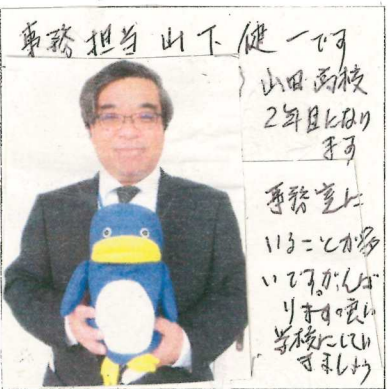 事務担当 山下 健一です
山田高校
2年目になり
ます
事務室に
いることが多
いですが、がんば
ります。良い
学校にしてい
きましょう